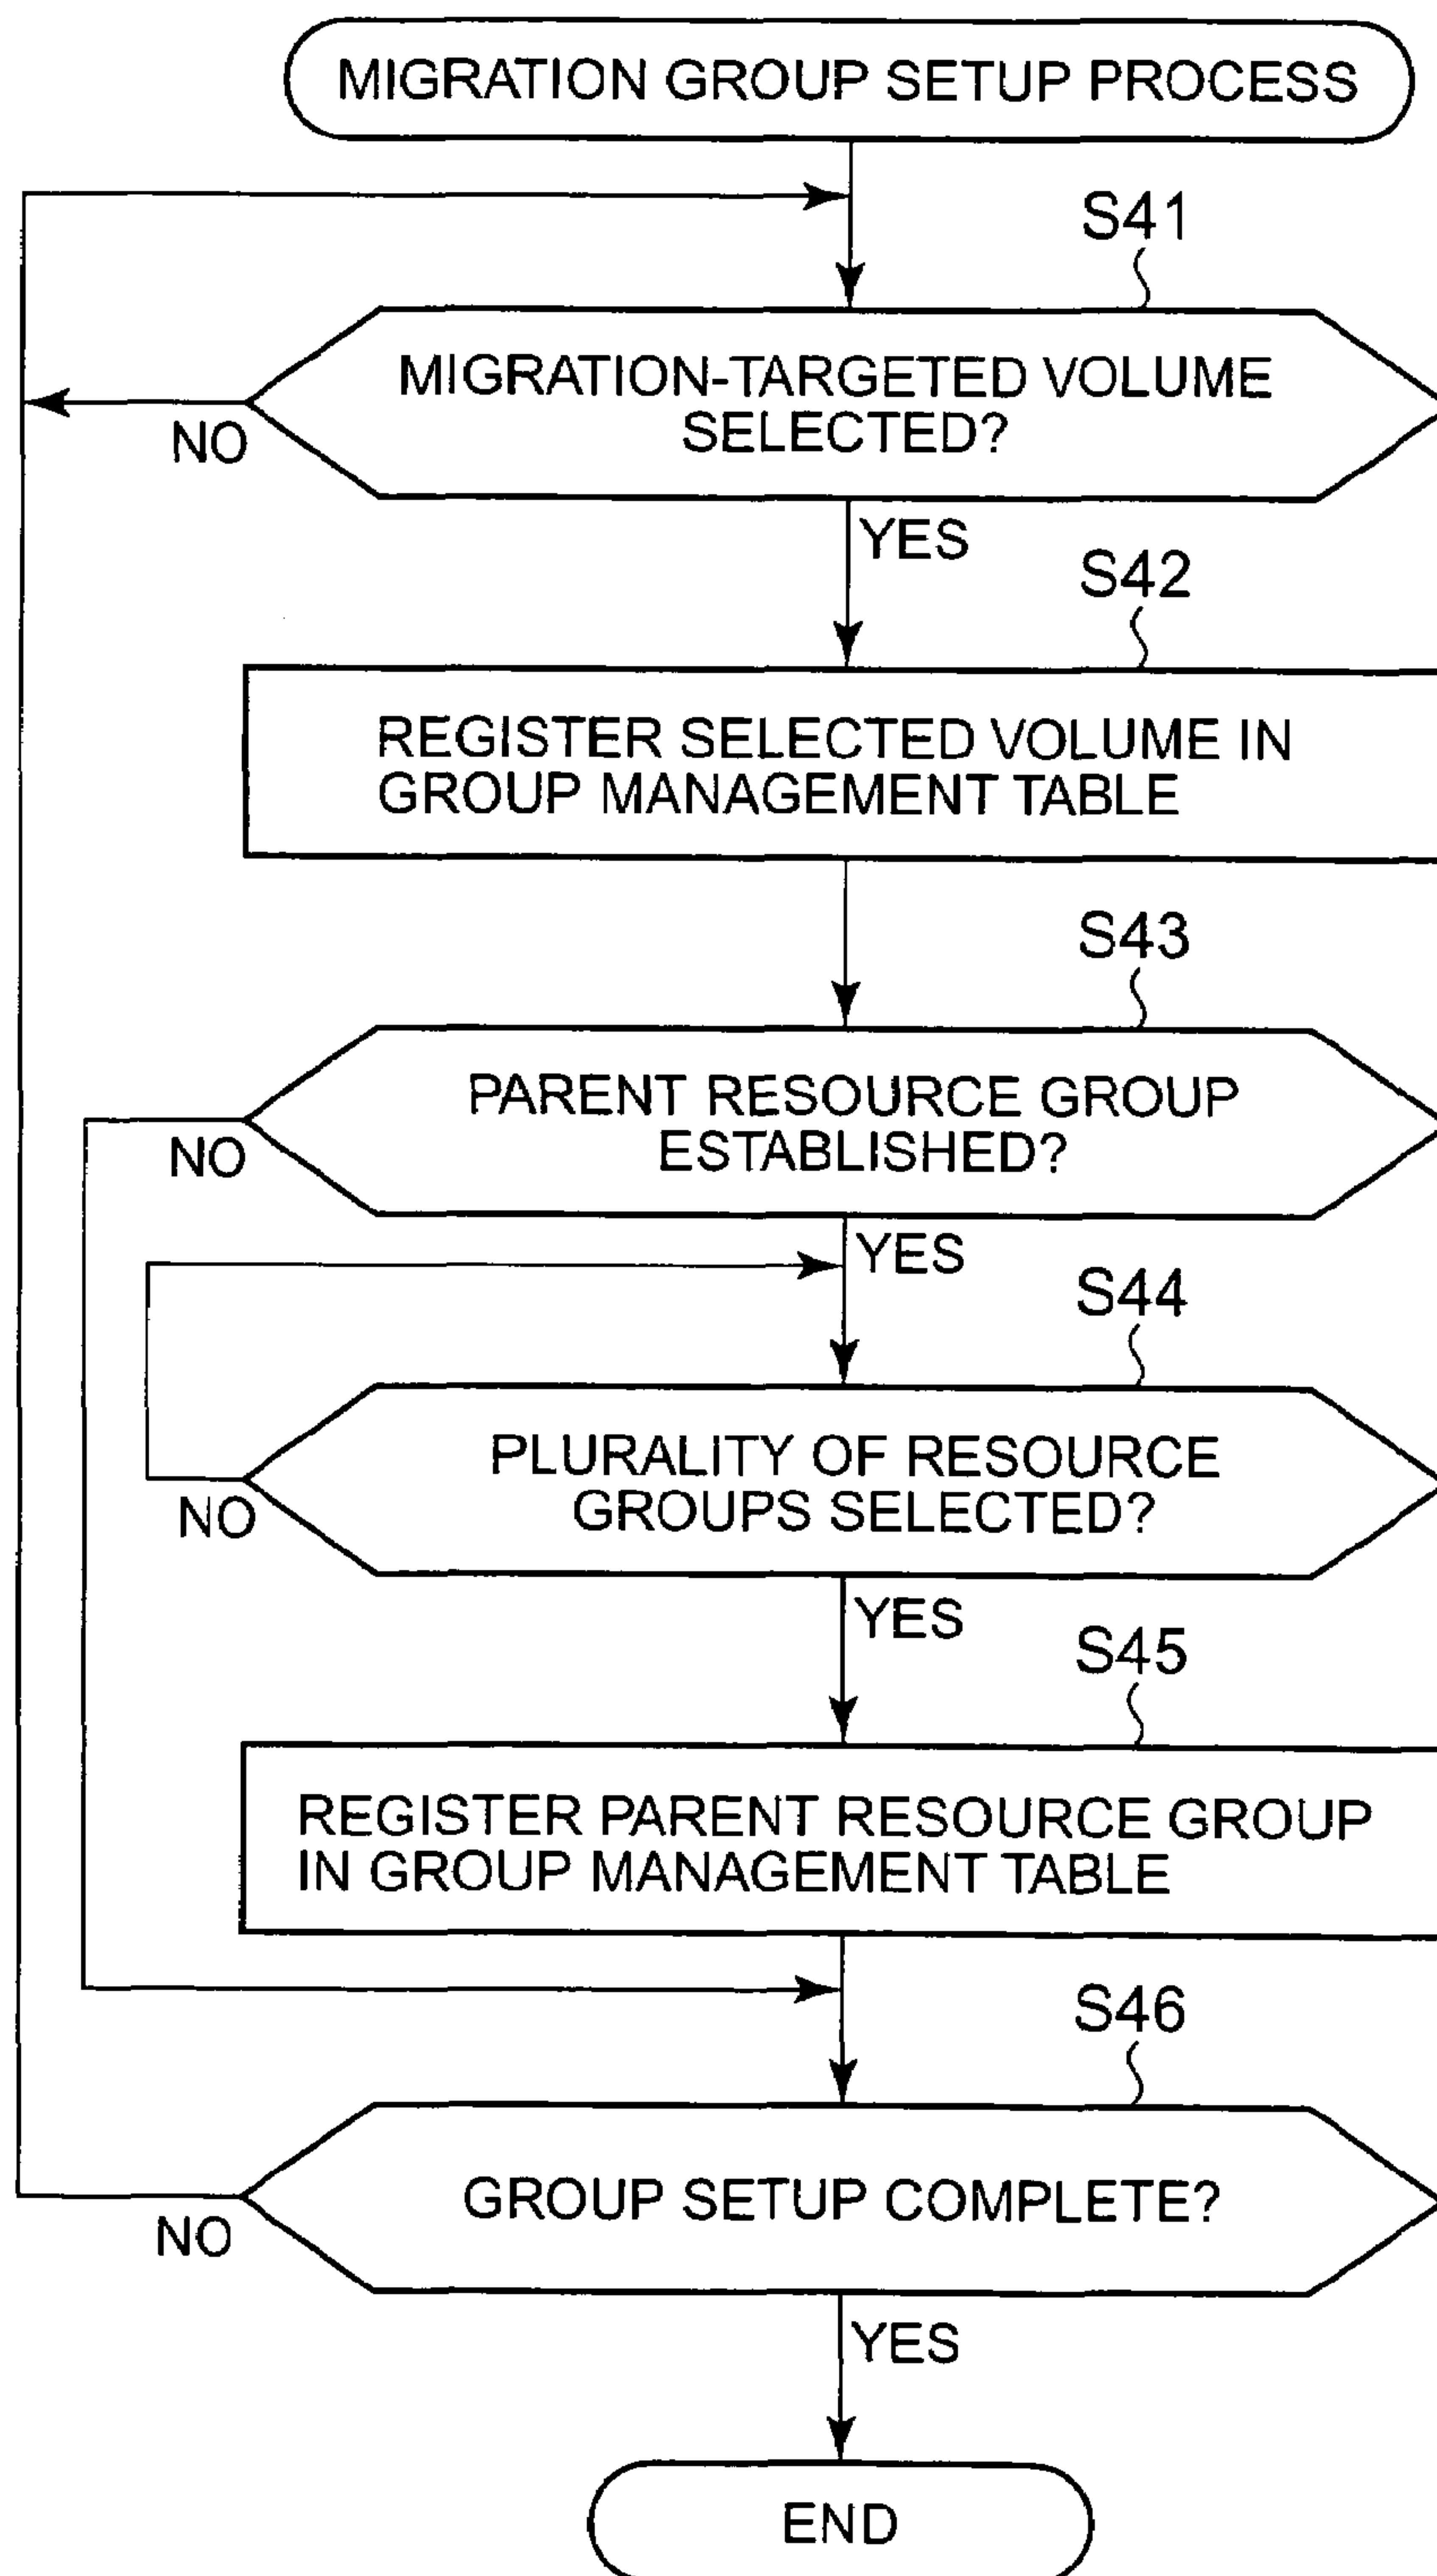 MIGRATION GROUP SETUP PROCESS
S41
MIGRATION-TARGETED VOLUME
SELECTED?
NO
YES
S42
REGISTER SELECTED VOLUME IN
GROUP MANAGEMENT TABLE
S43
PARENT RESOURCE GROUP
ESTABLISHED?
NO
YES
S44
PLURALITY OF RESOURCE
GROUPS SELECTED?
NO
YES
S45
REGISTER PARENT RESOURCE GROUP
IN GROUP MANAGEMENT TABLE
S46
GROUP SETUP COMPLETE?
NO
YES
END